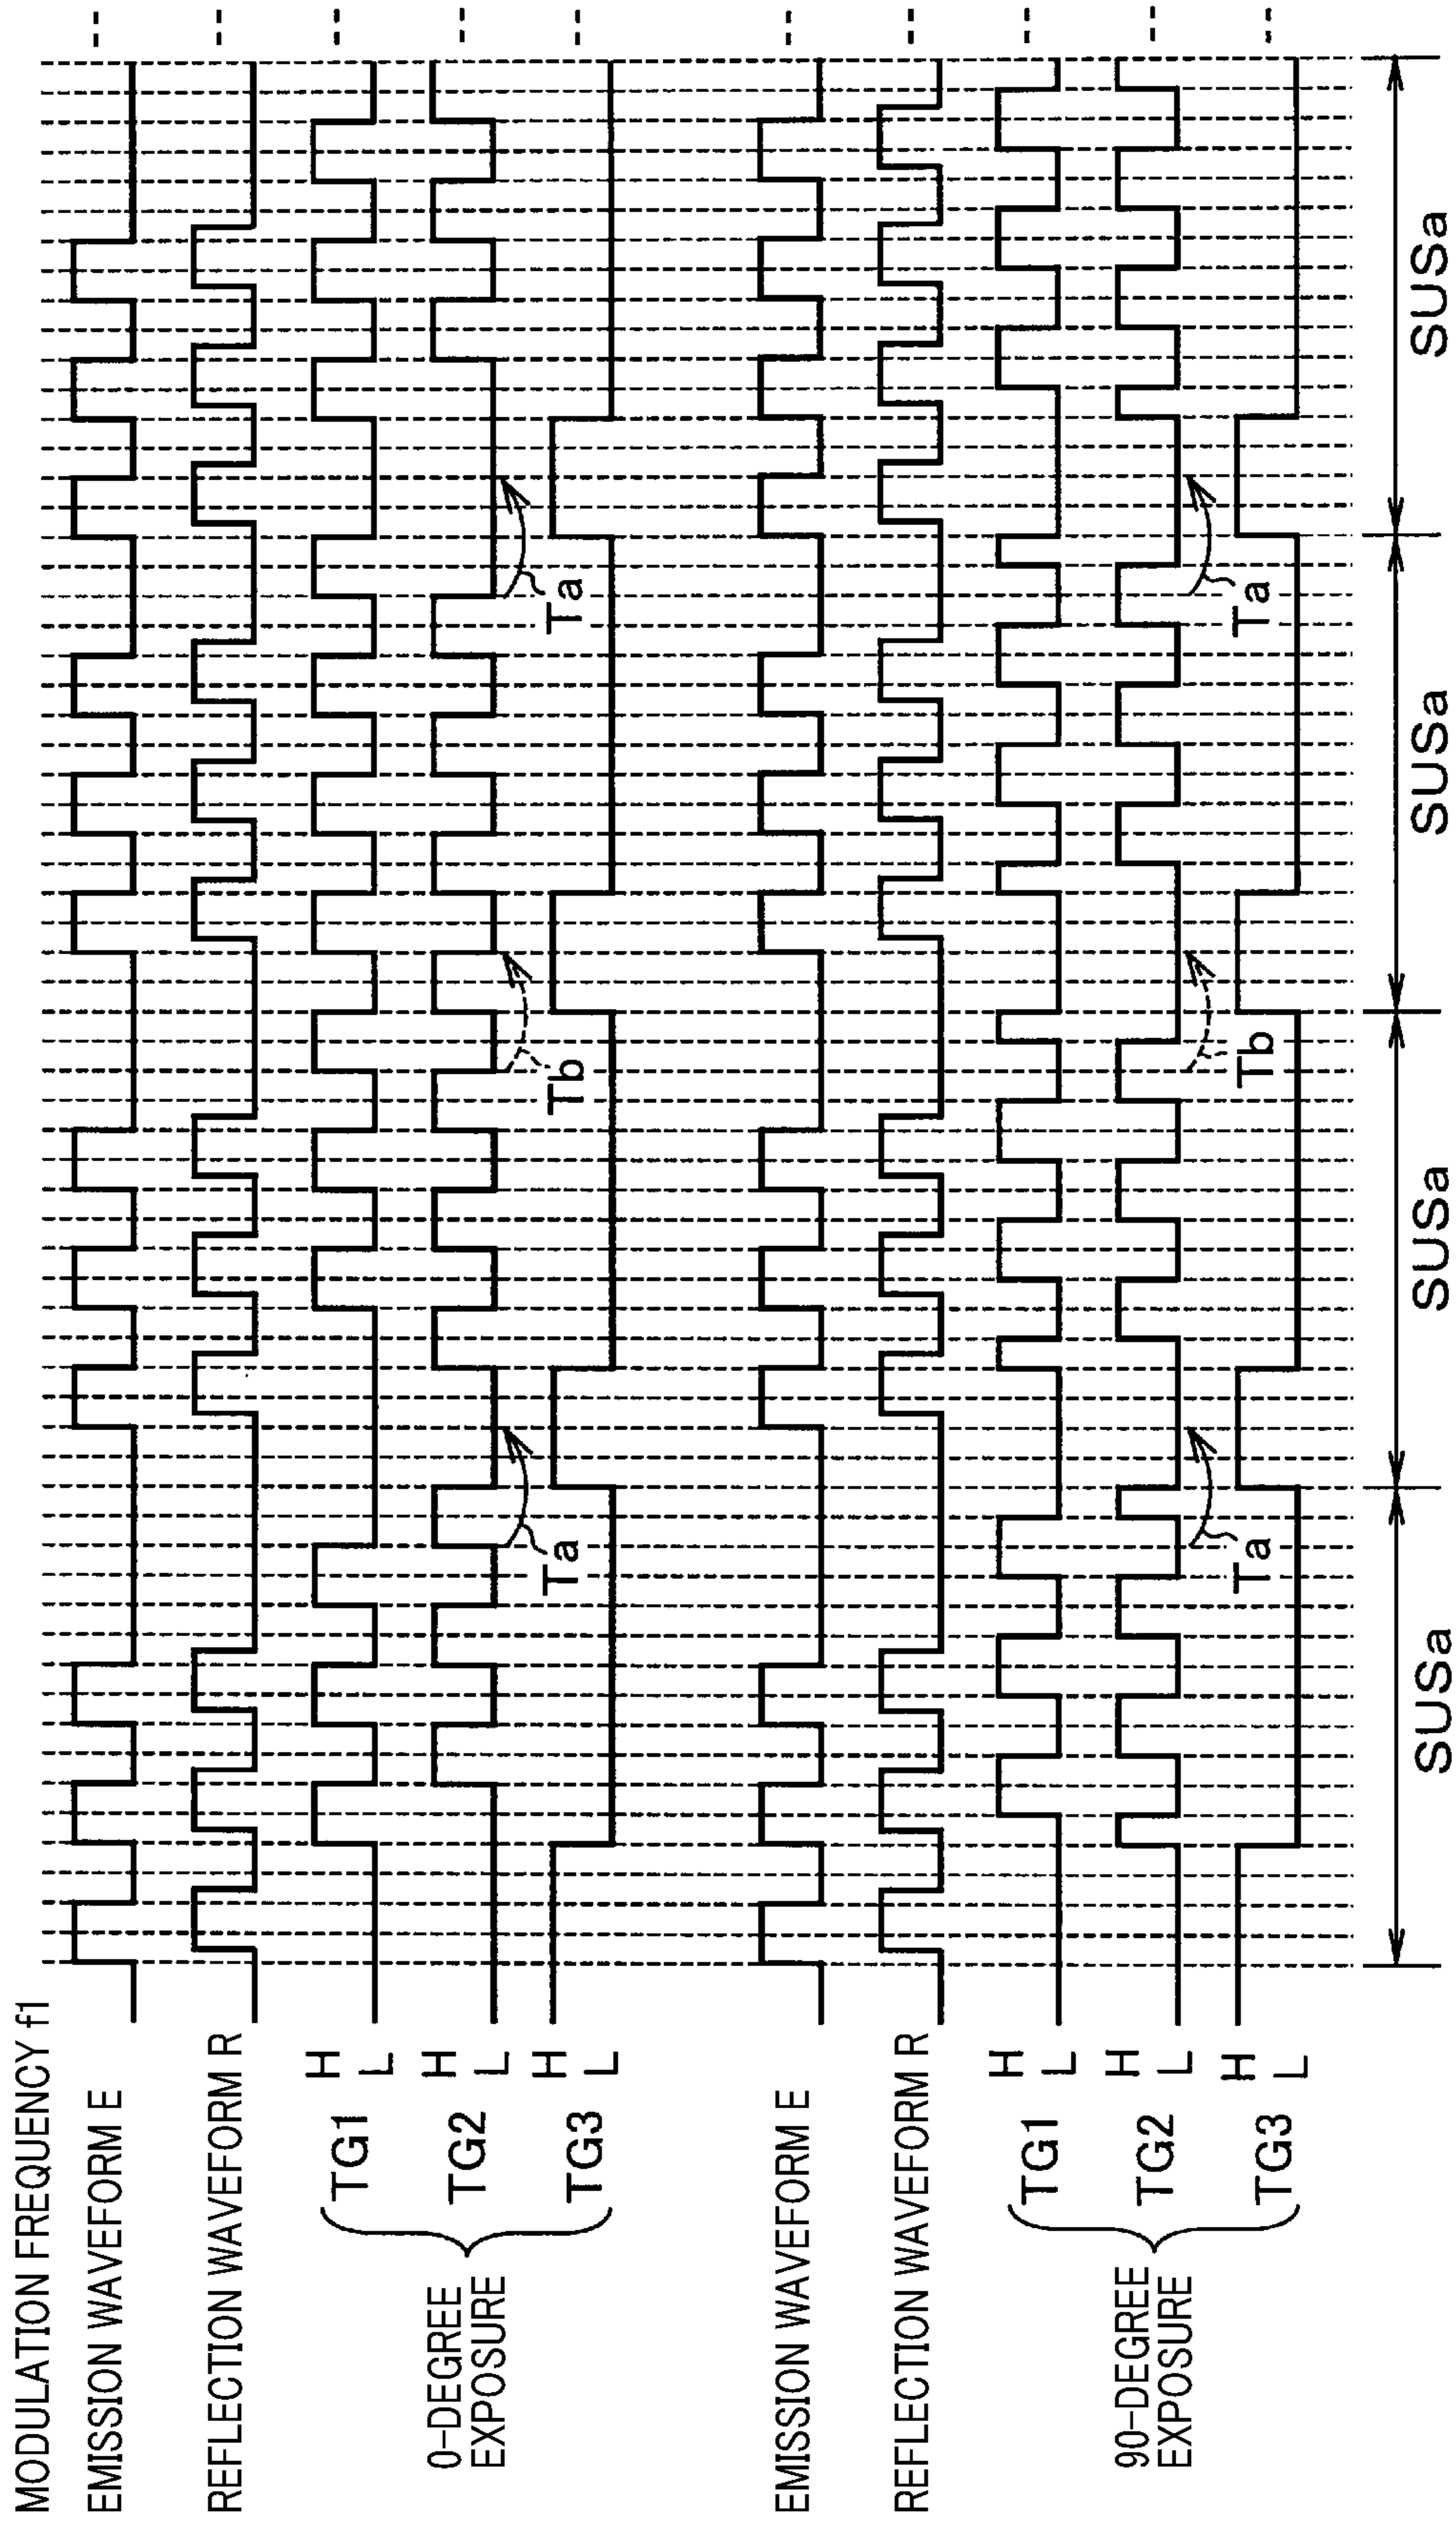 MODULATION FREQUENCY f1
EMISSION WAVEFORM E
REFLECTION WAVEFORM R
0-DEGREE
EXPOSURE
TG1
H
L
TG2
H
L
TG3
H
L
Ta
Tb
Ta
EMISSION WAVEFORM E
REFLECTION WAVEFORM R
90-DEGREE
EXPOSURE
TG1
H
L
TG2
H
L
TG3
H
L
Ta
Tb
Ta
SUSa
SUSa
SUSa
SUSa